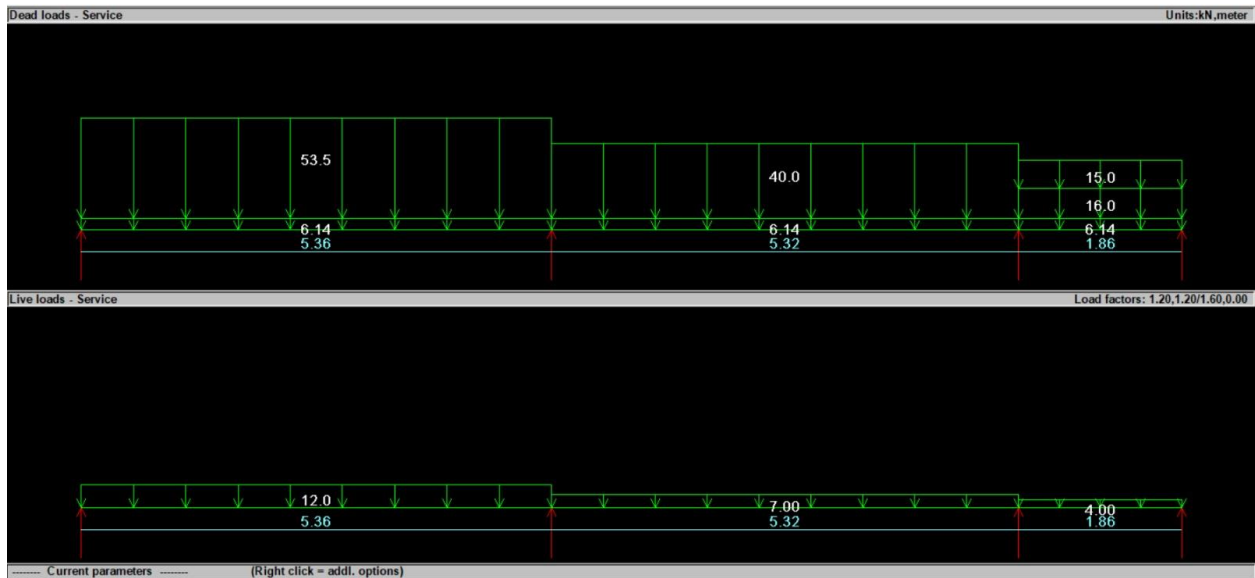 Dead loads - Service Units:kN,meter
53.5 40.0 15.0
16.0
6.14 6.14 6.14
5.36 5.32 1.86
Live loads - Service Load factors: 1.20,1.20/1.60,0.00
12.0 7.00 4.00
5.36 5.32 1.86
-------- Current parameters -------- (Right click = addl. options)